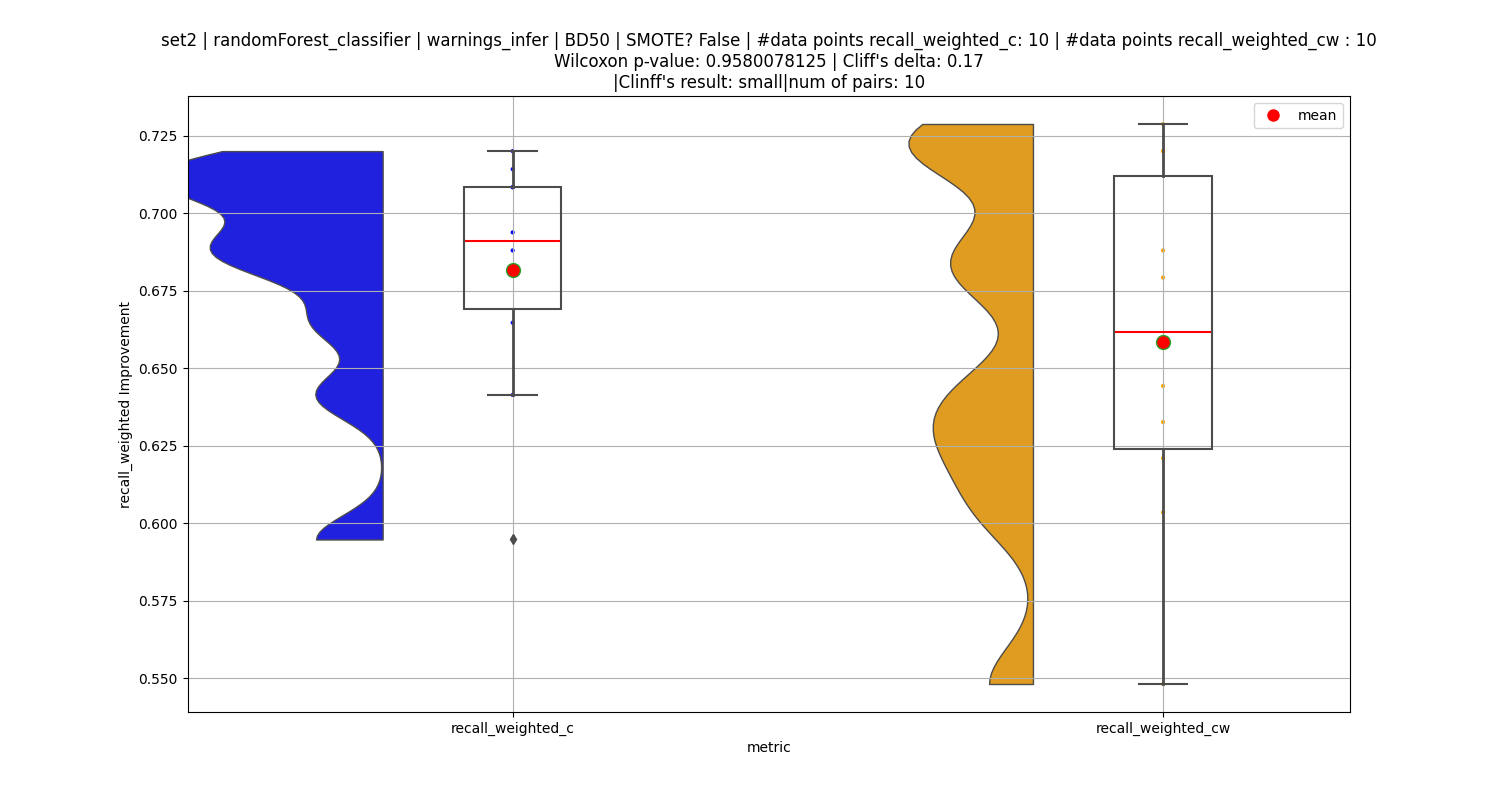 set2 | randomForest_classifier | warnings_infer | BD50 | SMOTE? False | #data points recall_weighted_c: 10 | #data points recall_weighted_cw : 10
Wilcoxon p-value: 0.9580078125 | Cliff's delta: 0.17
|Clinff's result: small|num of pairs: 10
mean
recall_weighted Improvement
0.725
0.700
0.675
0.650
0.625
0.600
0.575
0.550
recall_weighted_c
recall_weighted_cw
metric